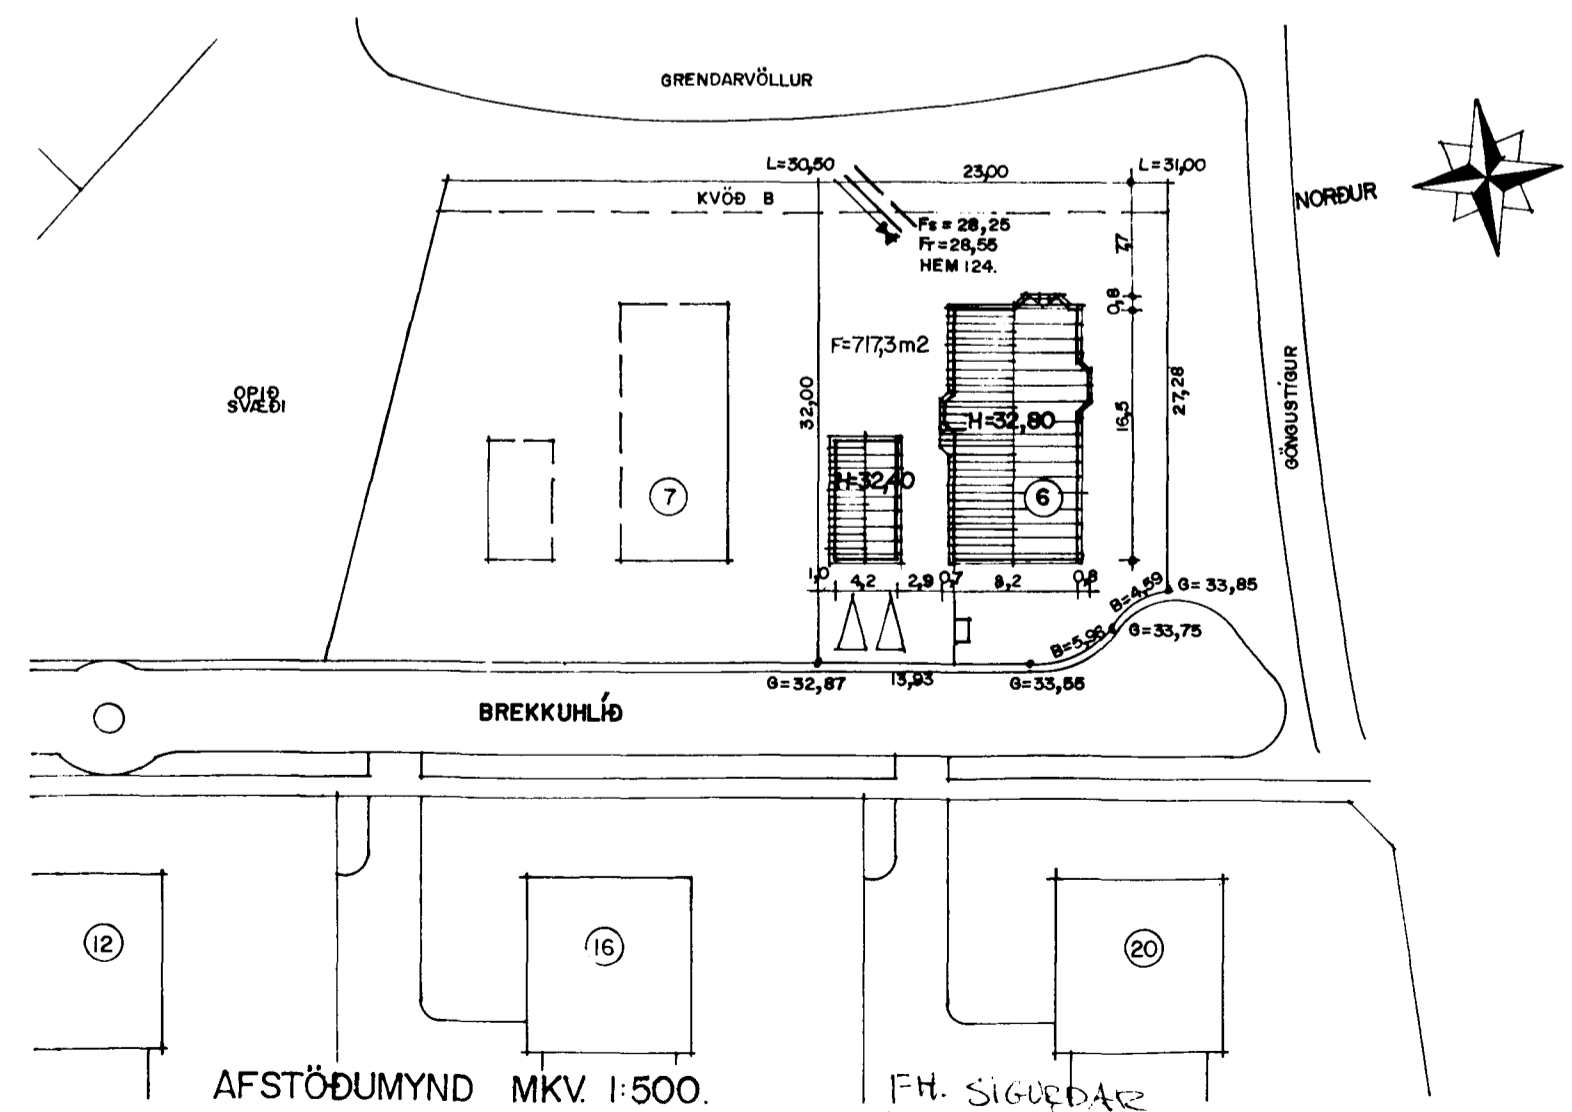 GRENDARVÖLLUR
L=30,50
23,00
L=31,00
KVÖÐ B
NORÐUR
Fs = 28,25
Fr = 28,55
HEM 124.
7,7
0,8
F=717,3m2
OPIÐ
SVÆÐI
32,00
H=32,80
16,5
27,28
GÖNGUSTÍGUR
H=32,40
7
6
1,0
4,2
2,9
0,7
8,2
0,8
B=4,59
G= 33,85
B=5,96
G=33,75
G=32,87
13,93
G=33,55
BREKKUHLÍÐ
12
16
20
AFSTÖÐUMYND MKV. 1:500.
FH. SIGURÐAR